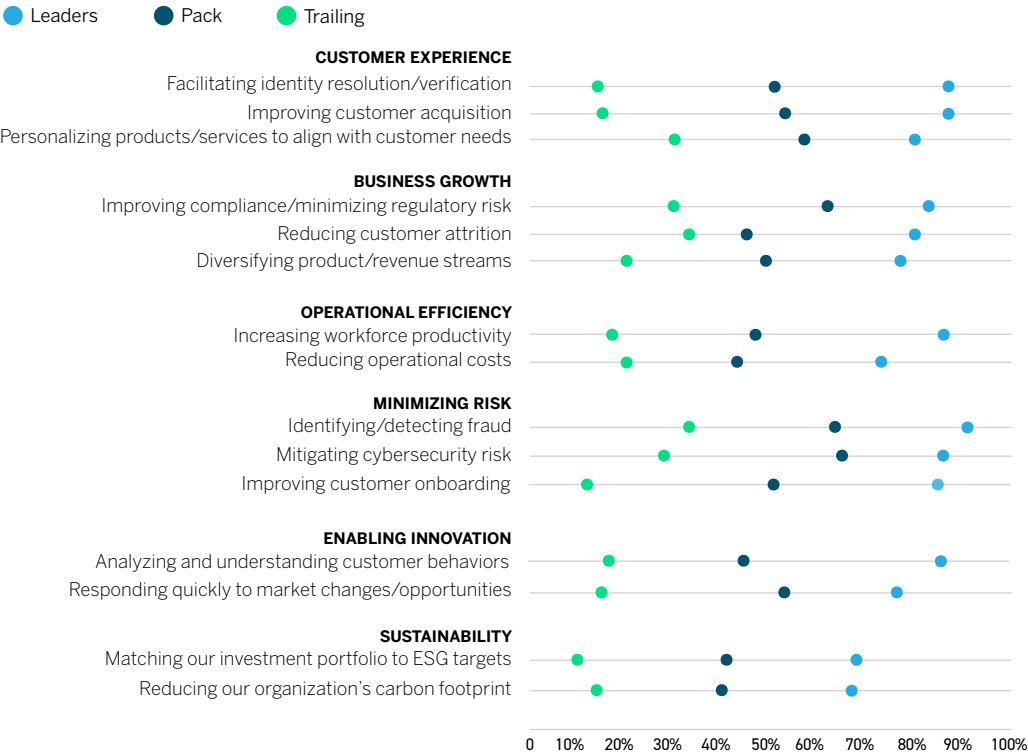 Leaders Pack Trailing
CUSTOMER EXPERIENCE
Facilitating identity resolution/verification
Improving customer acquisition
Personalizing products/services to align with customer needs
BUSINESS GROWTH
Improving compliance/minimizing regulatory risk
Reducing customer attrition
Diversifying product/revenue streams
OPERATIONAL EFFICIENCY
Increasing workforce productivity
Reducing operational costs
MINIMIZING RISK
Identifying/detecting fraud
Mitigating cybersecurity risk
Improving customer onboarding
ENABLING INNOVATION
Analyzing and understanding customer behaviors
Responding quickly to market changes/opportunities
SUSTAINABILITY
Matching our investment portfolio to ESG targets
Reducing our organization’s carbon footprint
0 10% 20% 30% 40% 50% 60% 70% 80% 90% 100%